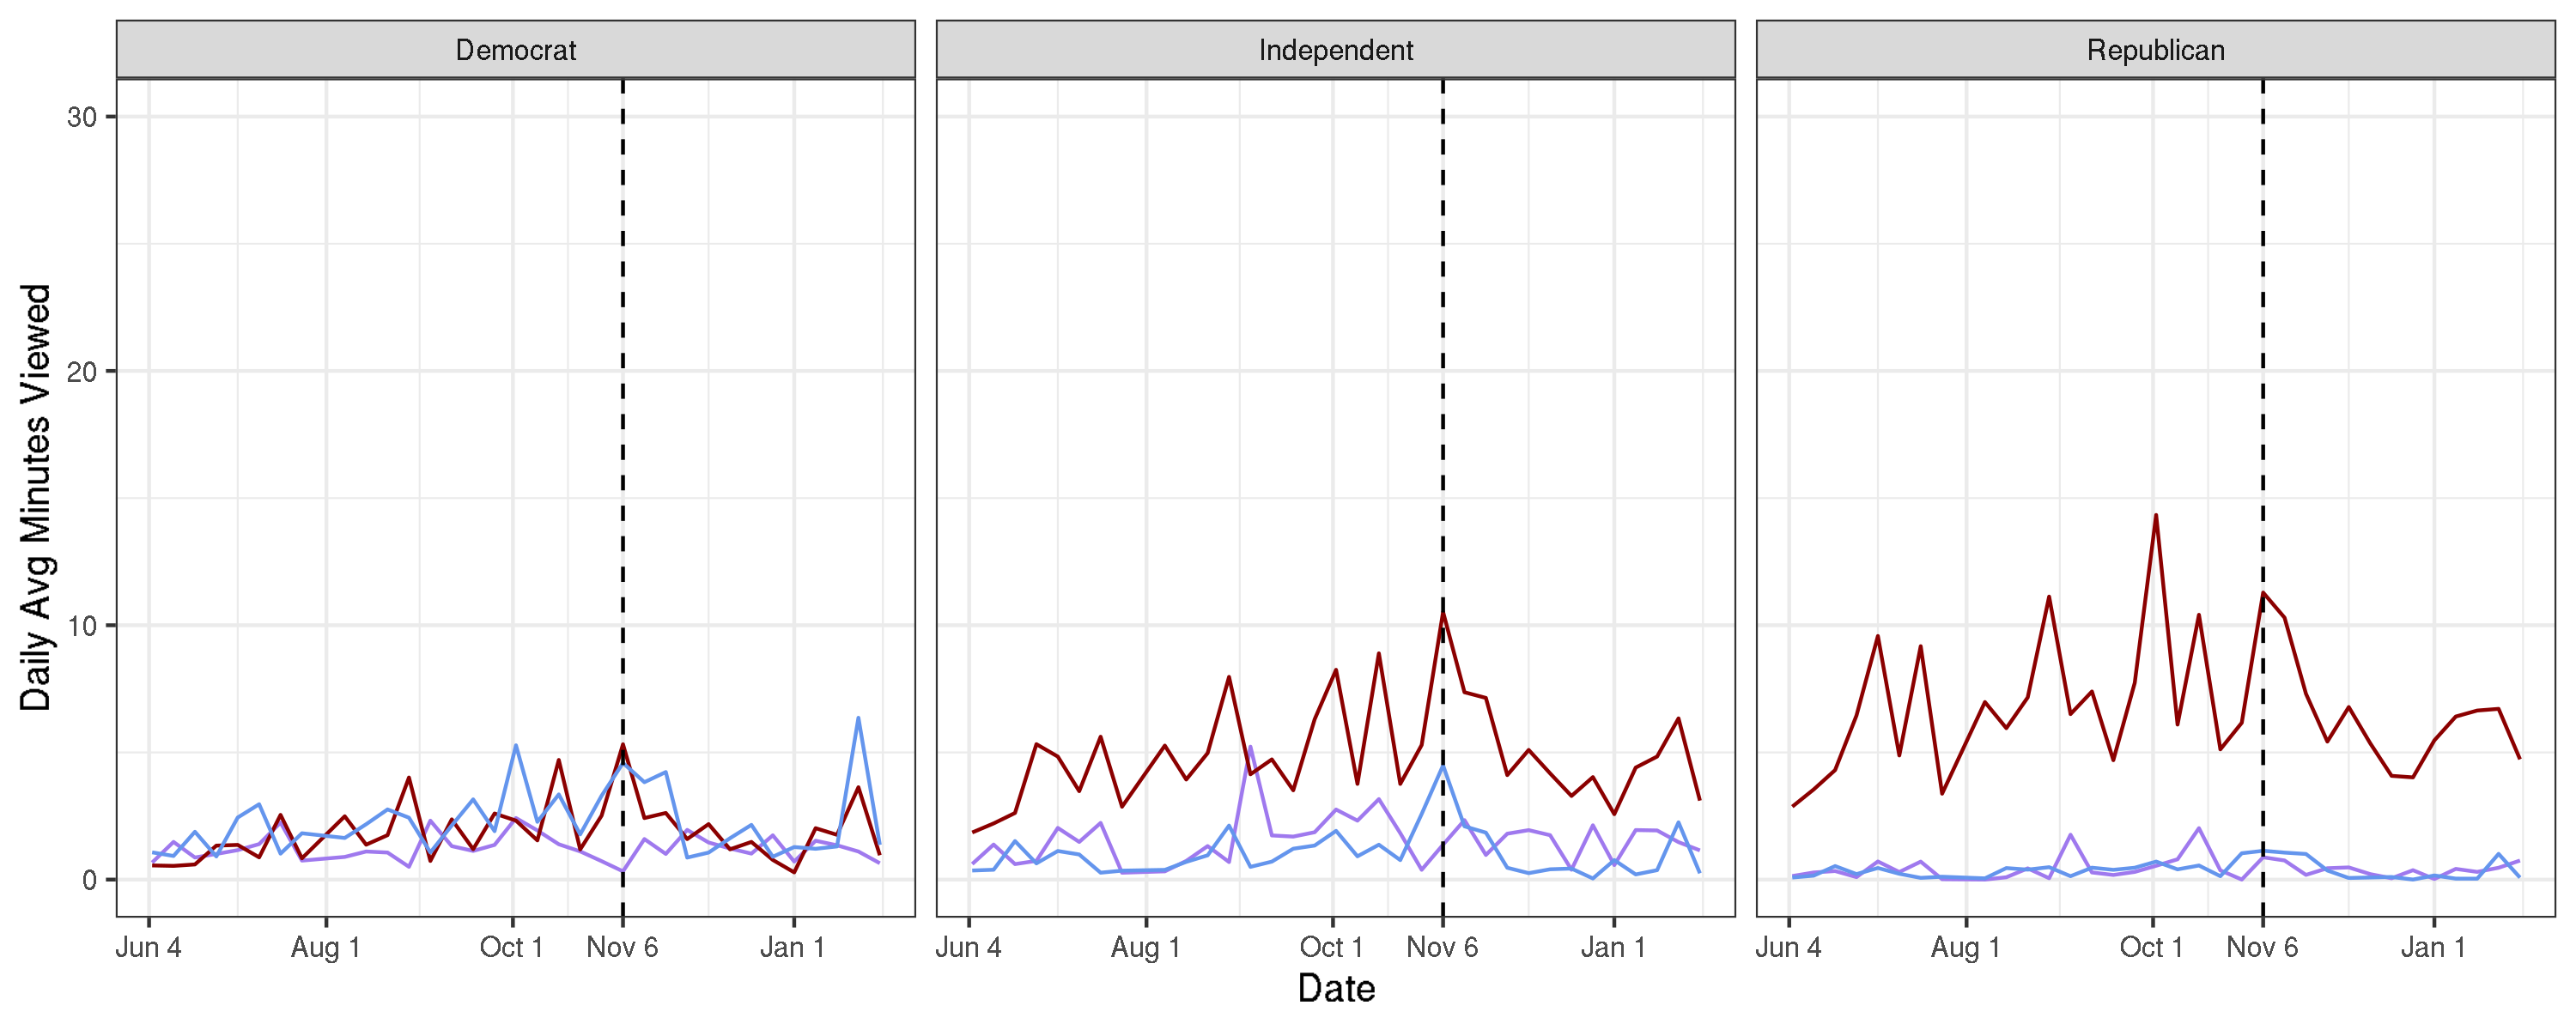 Democrat
Independent
Republican
Daily Avg Minutes Viewed
30
20
10
0
Jun 4 Aug 1 Oct 1 Nov 6 Jan 1
Jun 4 Aug 1 Oct 1 Nov 6 Jan 1
Jun 4 Aug 1 Oct 1 Nov 6 Jan 1
Date